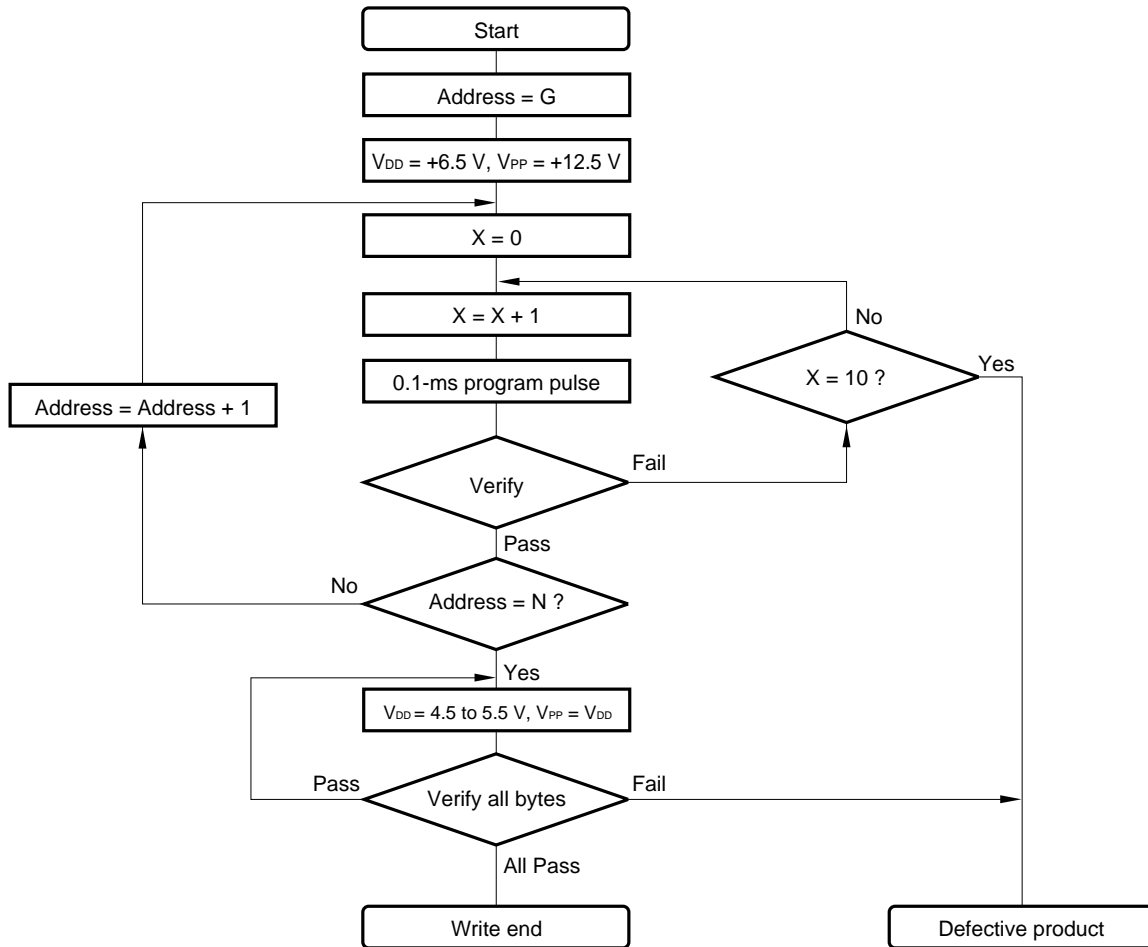 Start
Address = G
VDD = +6.5 V, VPP = +12.5 V
X = 0
X = X + 1
No
0.1-ms program pulse
X = 10 ?
Yes
Address = Address + 1
Verify
Fail
Pass
No
Address = N ?
Yes
VDD = 4.5 to 5.5 V, VPP = VDD
Pass
Verify all bytes
Fail
All Pass
Write end
Defective product